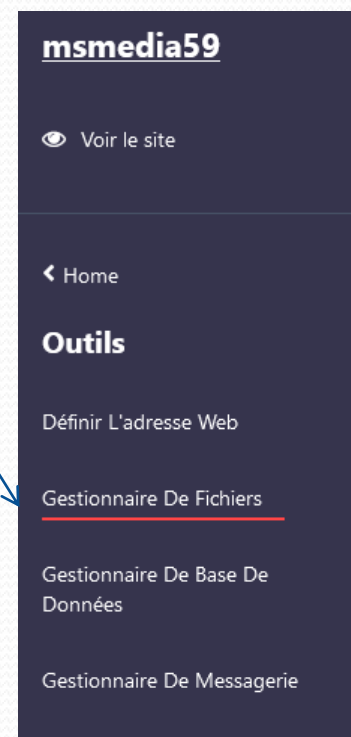 msmedia59
Voir le site
Home
Outils
Définir L'adresse Web
Gestionnaire De Fichiers
Gestionnaire De Base De
Données
Gestionnaire De Messagerie